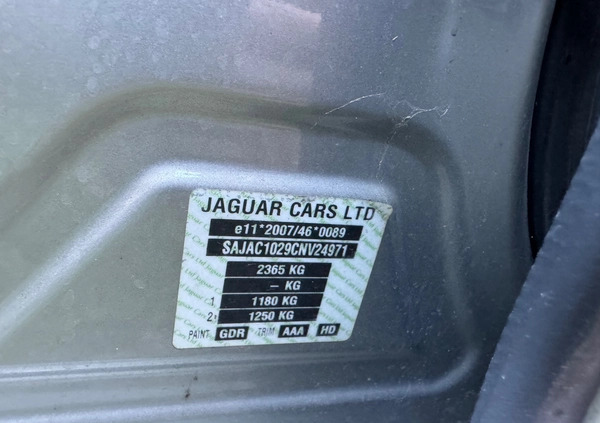 JAGUAR CARS LTD
e11*2007/46*0089
SAJAC1029CNV24971
2365 KG
– KG
1 1180 KG
2 1250 KG
PAINT GDR TRIM AAA HD